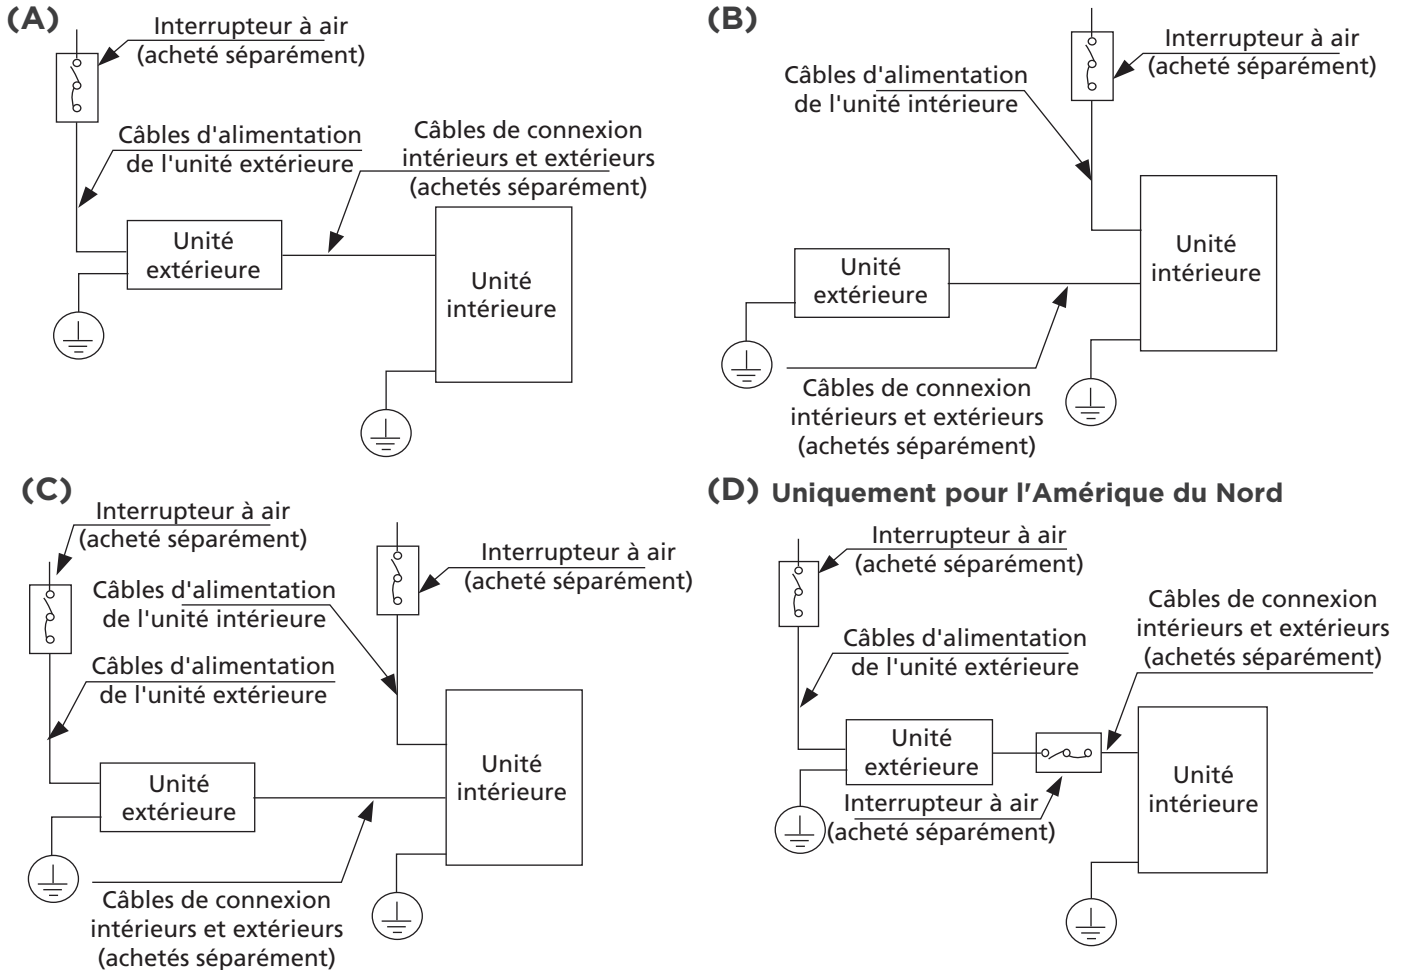 (A)
Interrupteur à air
(acheté séparément)
Câbles d'alimentation
de l'unité extérieure
Câbles de connexion
intérieurs et extérieurs
(achetés séparément)
Unité
extérieure
Unité
intérieure
(B)
Interrupteur à air
(acheté séparément)
Câbles d'alimentation
de l'unité intérieure
Unité
extérieure
Unité
intérieure
Câbles de connexion
intérieurs et extérieurs
(achetés séparément)
(C)
Interrupteur à air
(acheté séparément)
Interrupteur à air
(acheté séparément)
Câbles d'alimentation
de l'unité intérieure
Câbles d'alimentation
de l'unité extérieure
Unité
extérieure
Unité
intérieure
Câbles de connexion
intérieurs et extérieurs
(achetés séparément)
(D) Uniquement pour l'Amérique du Nord
Interrupteur à air
(acheté séparément)
Câbles de connexion
intérieurs et extérieurs
(achetés séparément)
Câbles d'alimentation
de l'unité extérieure
Unité
extérieure
Interrupteur à air
(acheté séparément)
Unité
intérieure